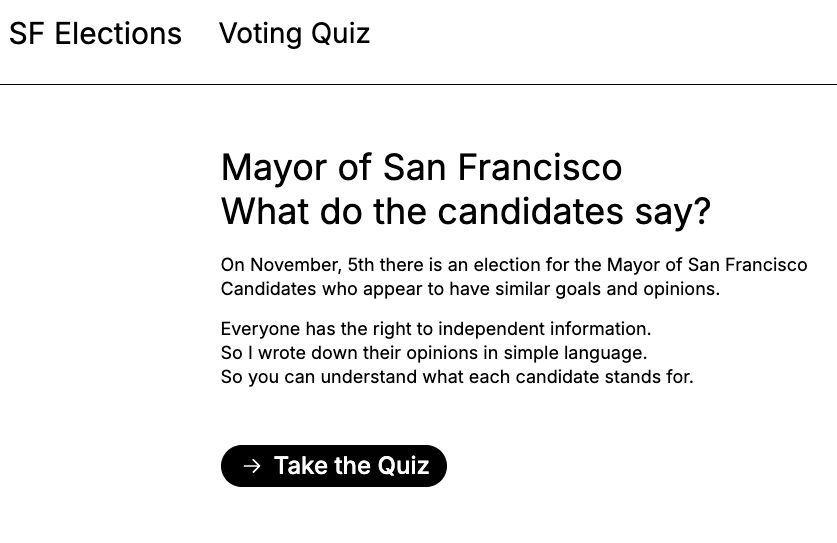 SF Elections Voting Quiz
Mayor of San Francisco
What do the candidates say?
On November, 5th there is an election for the Mayor of San Francisco
Candidates who appear to have similar goals and opinions.
Everyone has the right to independent information.
So I wrote down their opinions in simple language.
So you can understand what each candidate stands for.
→ Take the Quiz